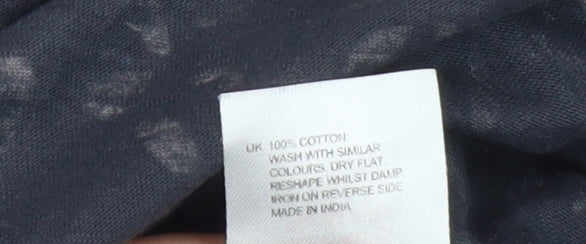 UK 100% COTTON
WASH WITH SIMILAR
COLOURS. DRY FLAT.
RESHAPE WHILST DAMP.
IRON ON REVERSE SIDE.
MADE IN INDIA